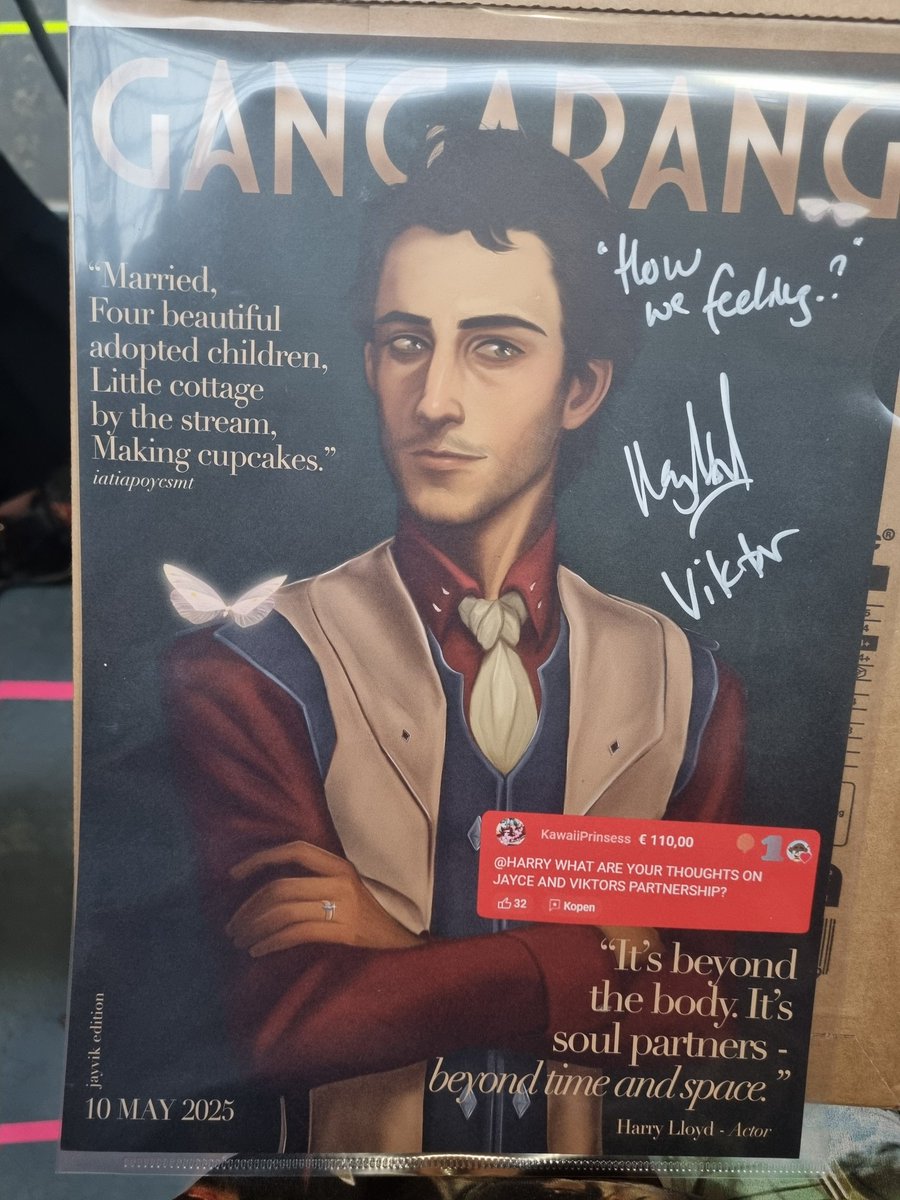 GANGARANG
"How
we feeling..?"
"Married,
Four beautiful
adopted children,
Little cottage
by the stream,
Making cupcakes."
iatiapoycsmt
Viktor
KawaiiPrinsess € 110,00
@HARRY WHAT ARE YOUR THOUGHTS ON
JAYCE AND VIKTORS PARTNERSHIP?
32 Kopen
"It's beyond
the body. It's
soul partners -
beyond time and space."
Harry Lloyd - Actor
jayvik edition
10 MAY 2025